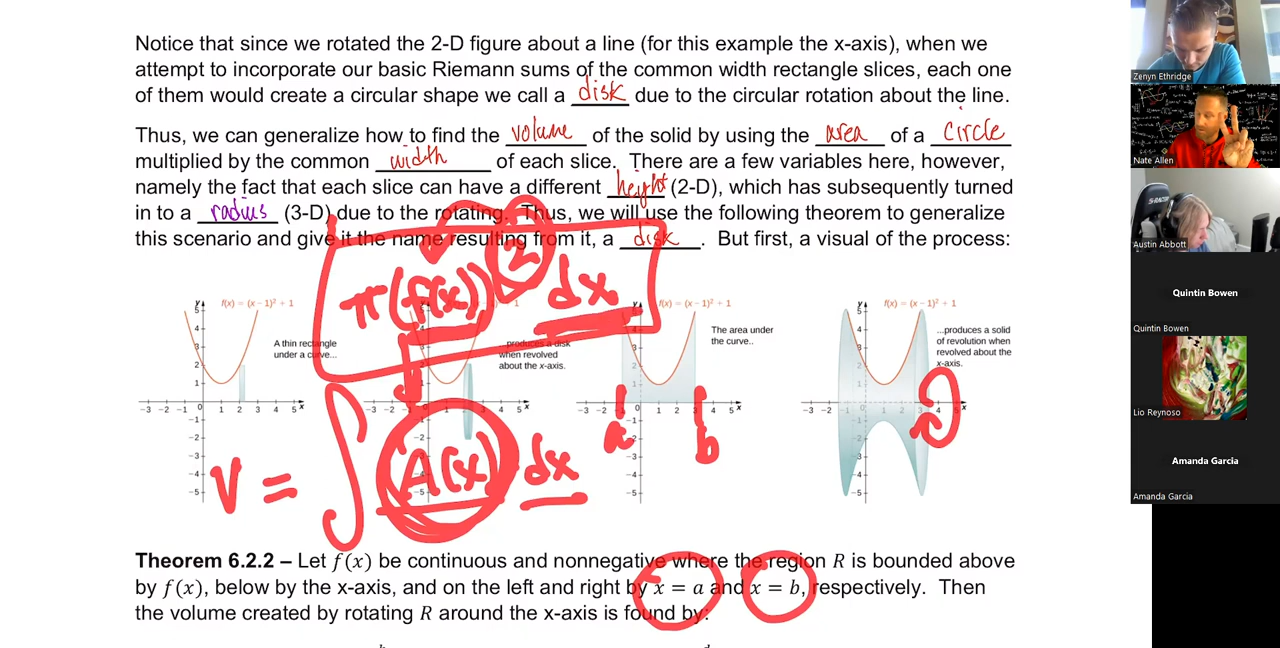 Notice that since we rotated the 2-D figure about a line (for this example the x-axis), when we
attempt to incorporate our basic Riemann sums of the common width rectangle slices, each one
of them would create a circular shape we call a disk due to the circular rotation about the line.
Thus, we can generalize how to find the volume of the solid by using the area of a circle
multiplied by the common width of each slice. There are a few variables here, however,
namely the fact that each slice can have a different height (2-D), which has subsequently turned
in to a radius (3-D) due to the rotating. Thus, we will use the following theorem to generalize
this scenario and give it the name resulting from it, a disk. But first, a visual of the process:
π(f(x))² dx
f(x) = (x − 1)² + 1
A thin rectangle
under a curve...
...produces a disk
when revolved
about the x-axis.
f(x) = (x − 1)² + 1
The area under
the curve..
f(x) = (x − 1)² + 1
...produces a solid
of revolution when
revolved about the
x-axis.
a b
V = ∫ A(x) dx
Theorem 6.2.2 – Let f(x) be continuous and nonnegative where the region R is bounded above
by f(x), below by the x-axis, and on the left and right by x = a and x = b, respectively. Then
the volume created by rotating R around the x-axis is found by:
Zenyn Ethridge
Nate Allen
Austin Abbott
Quintin Bowen
Quintin Bowen
Lio Reynoso
Amanda Garcia
Amanda Garcia